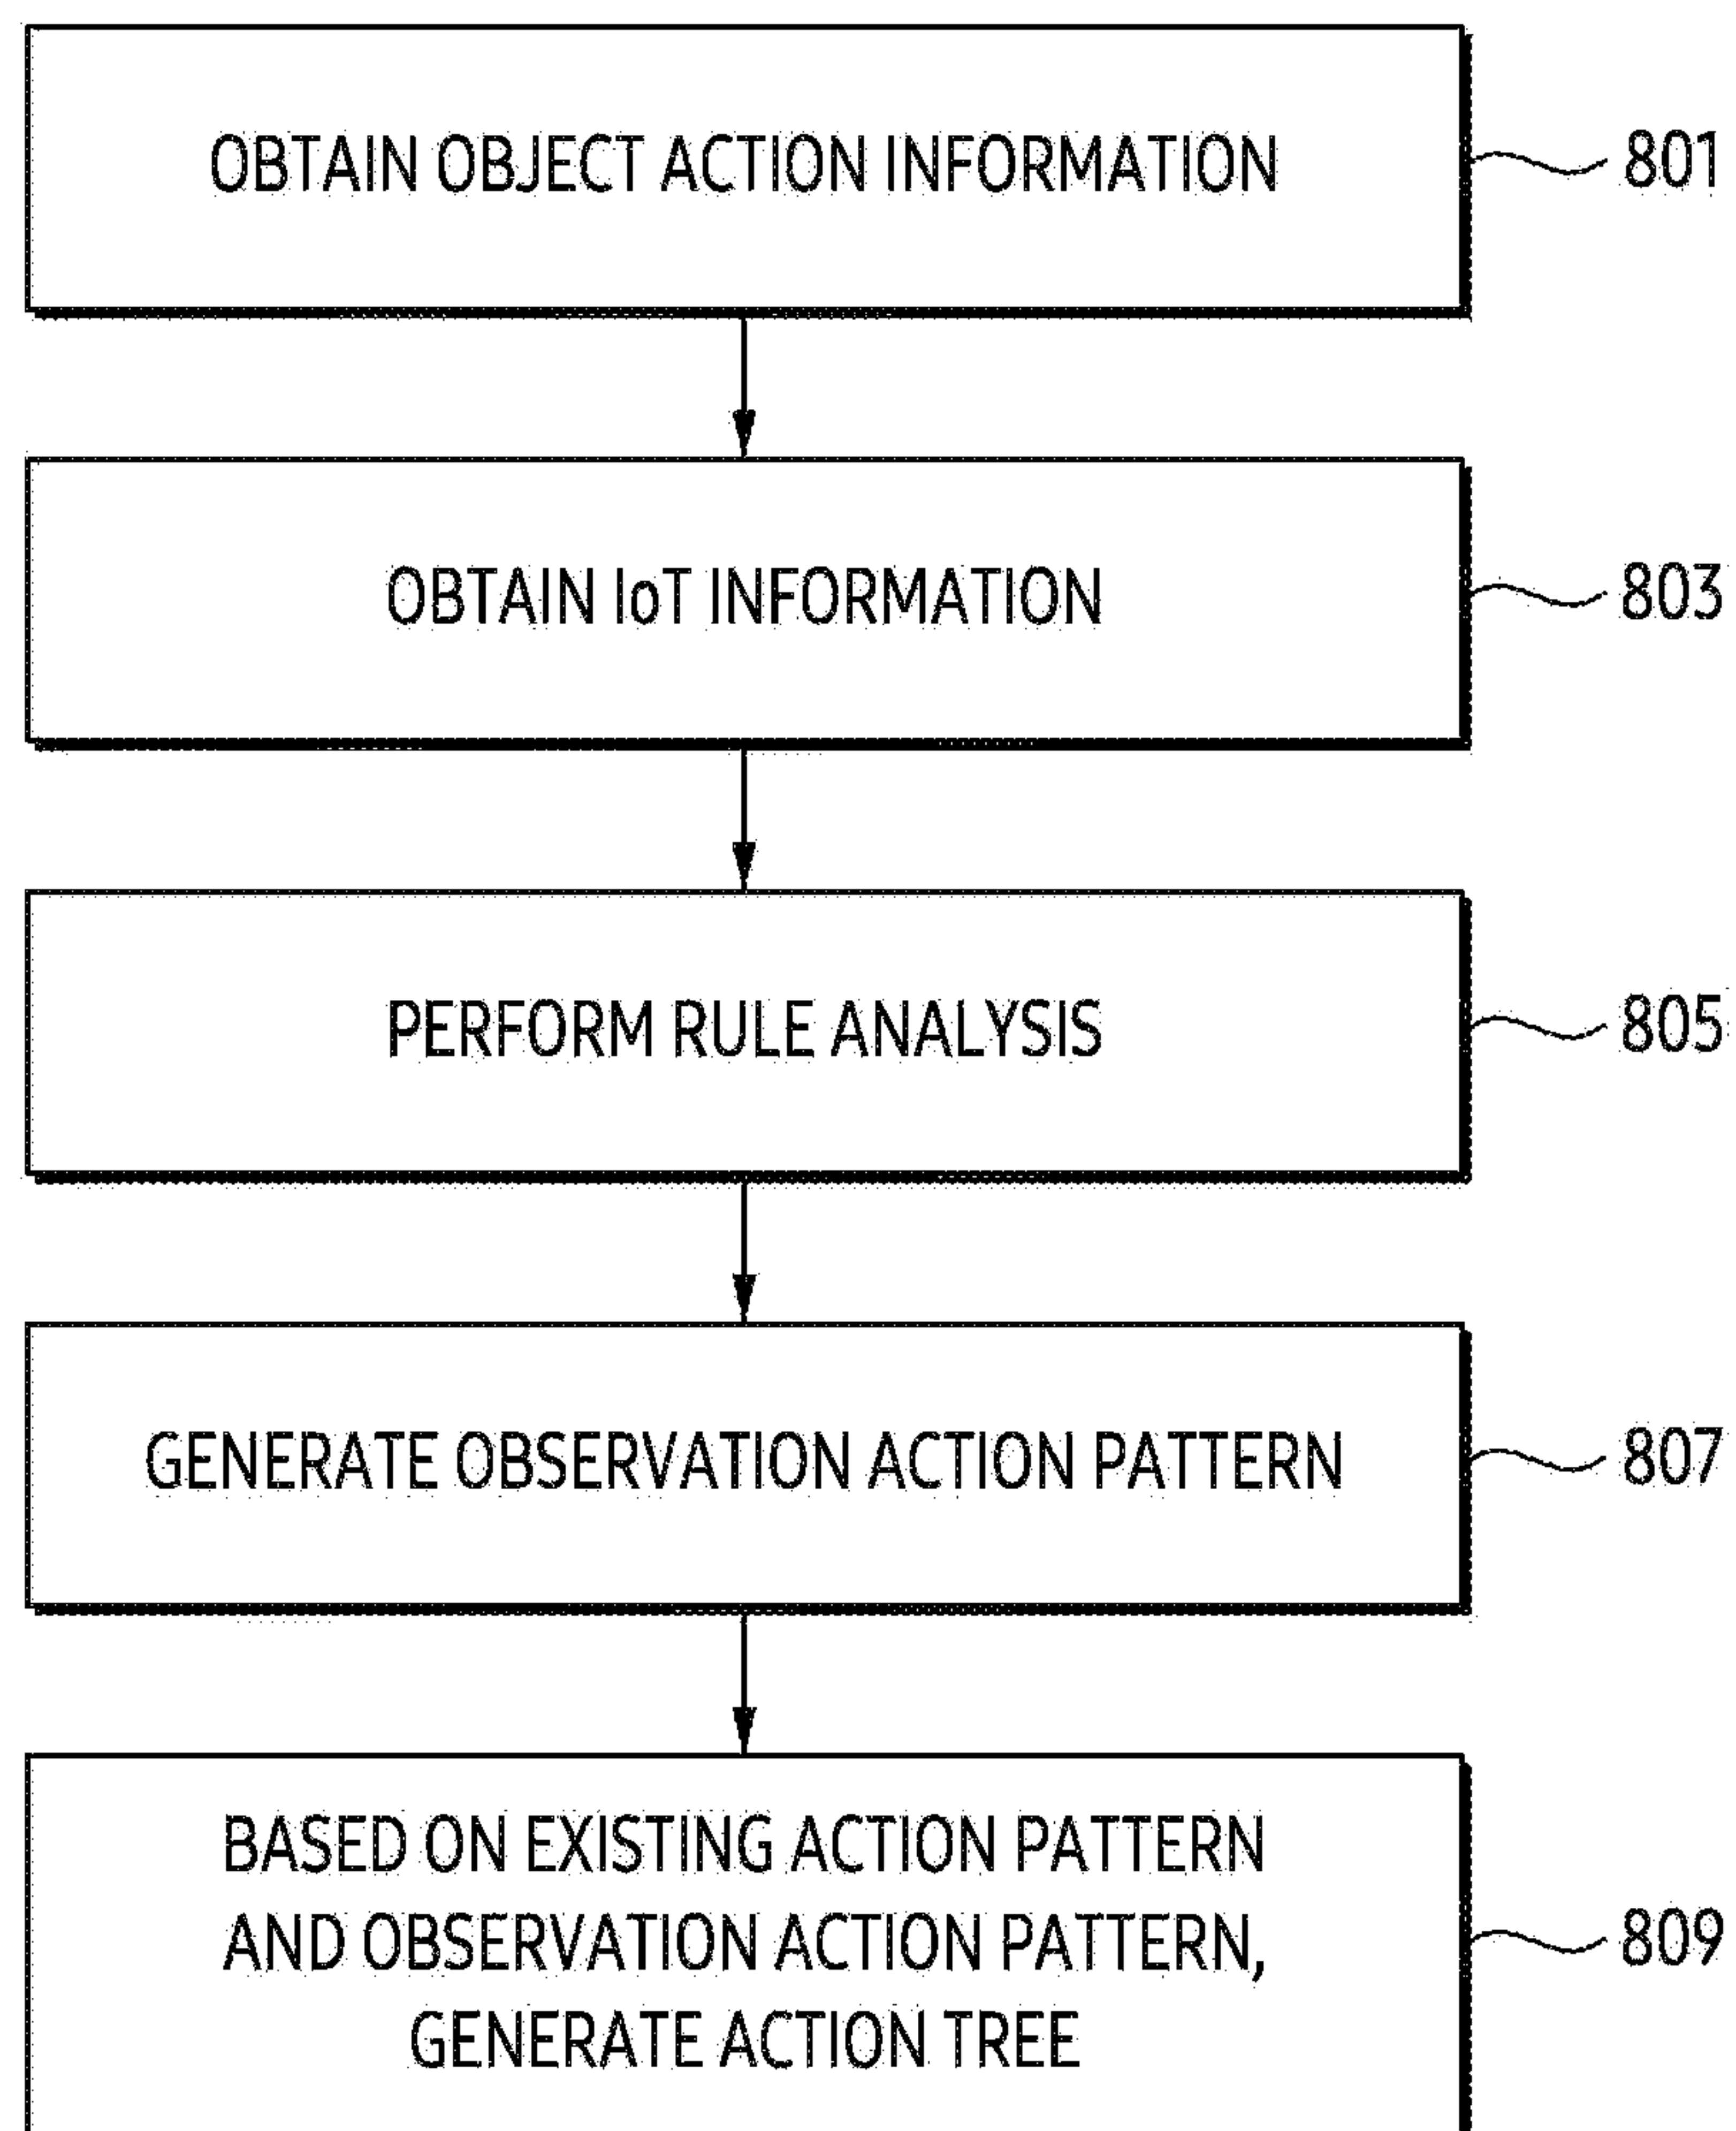 OBTAIN OBJECT ACTION INFORMATION
801
OBTAIN IoT INFORMATION
803
PERFORM RULE ANALYSIS
805
GENERATE OBSERVATION ACTION PATTERN
807
BASED ON EXISTING ACTION PATTERN
AND OBSERVATION ACTION PATTERN,
GENERATE ACTION TREE
809